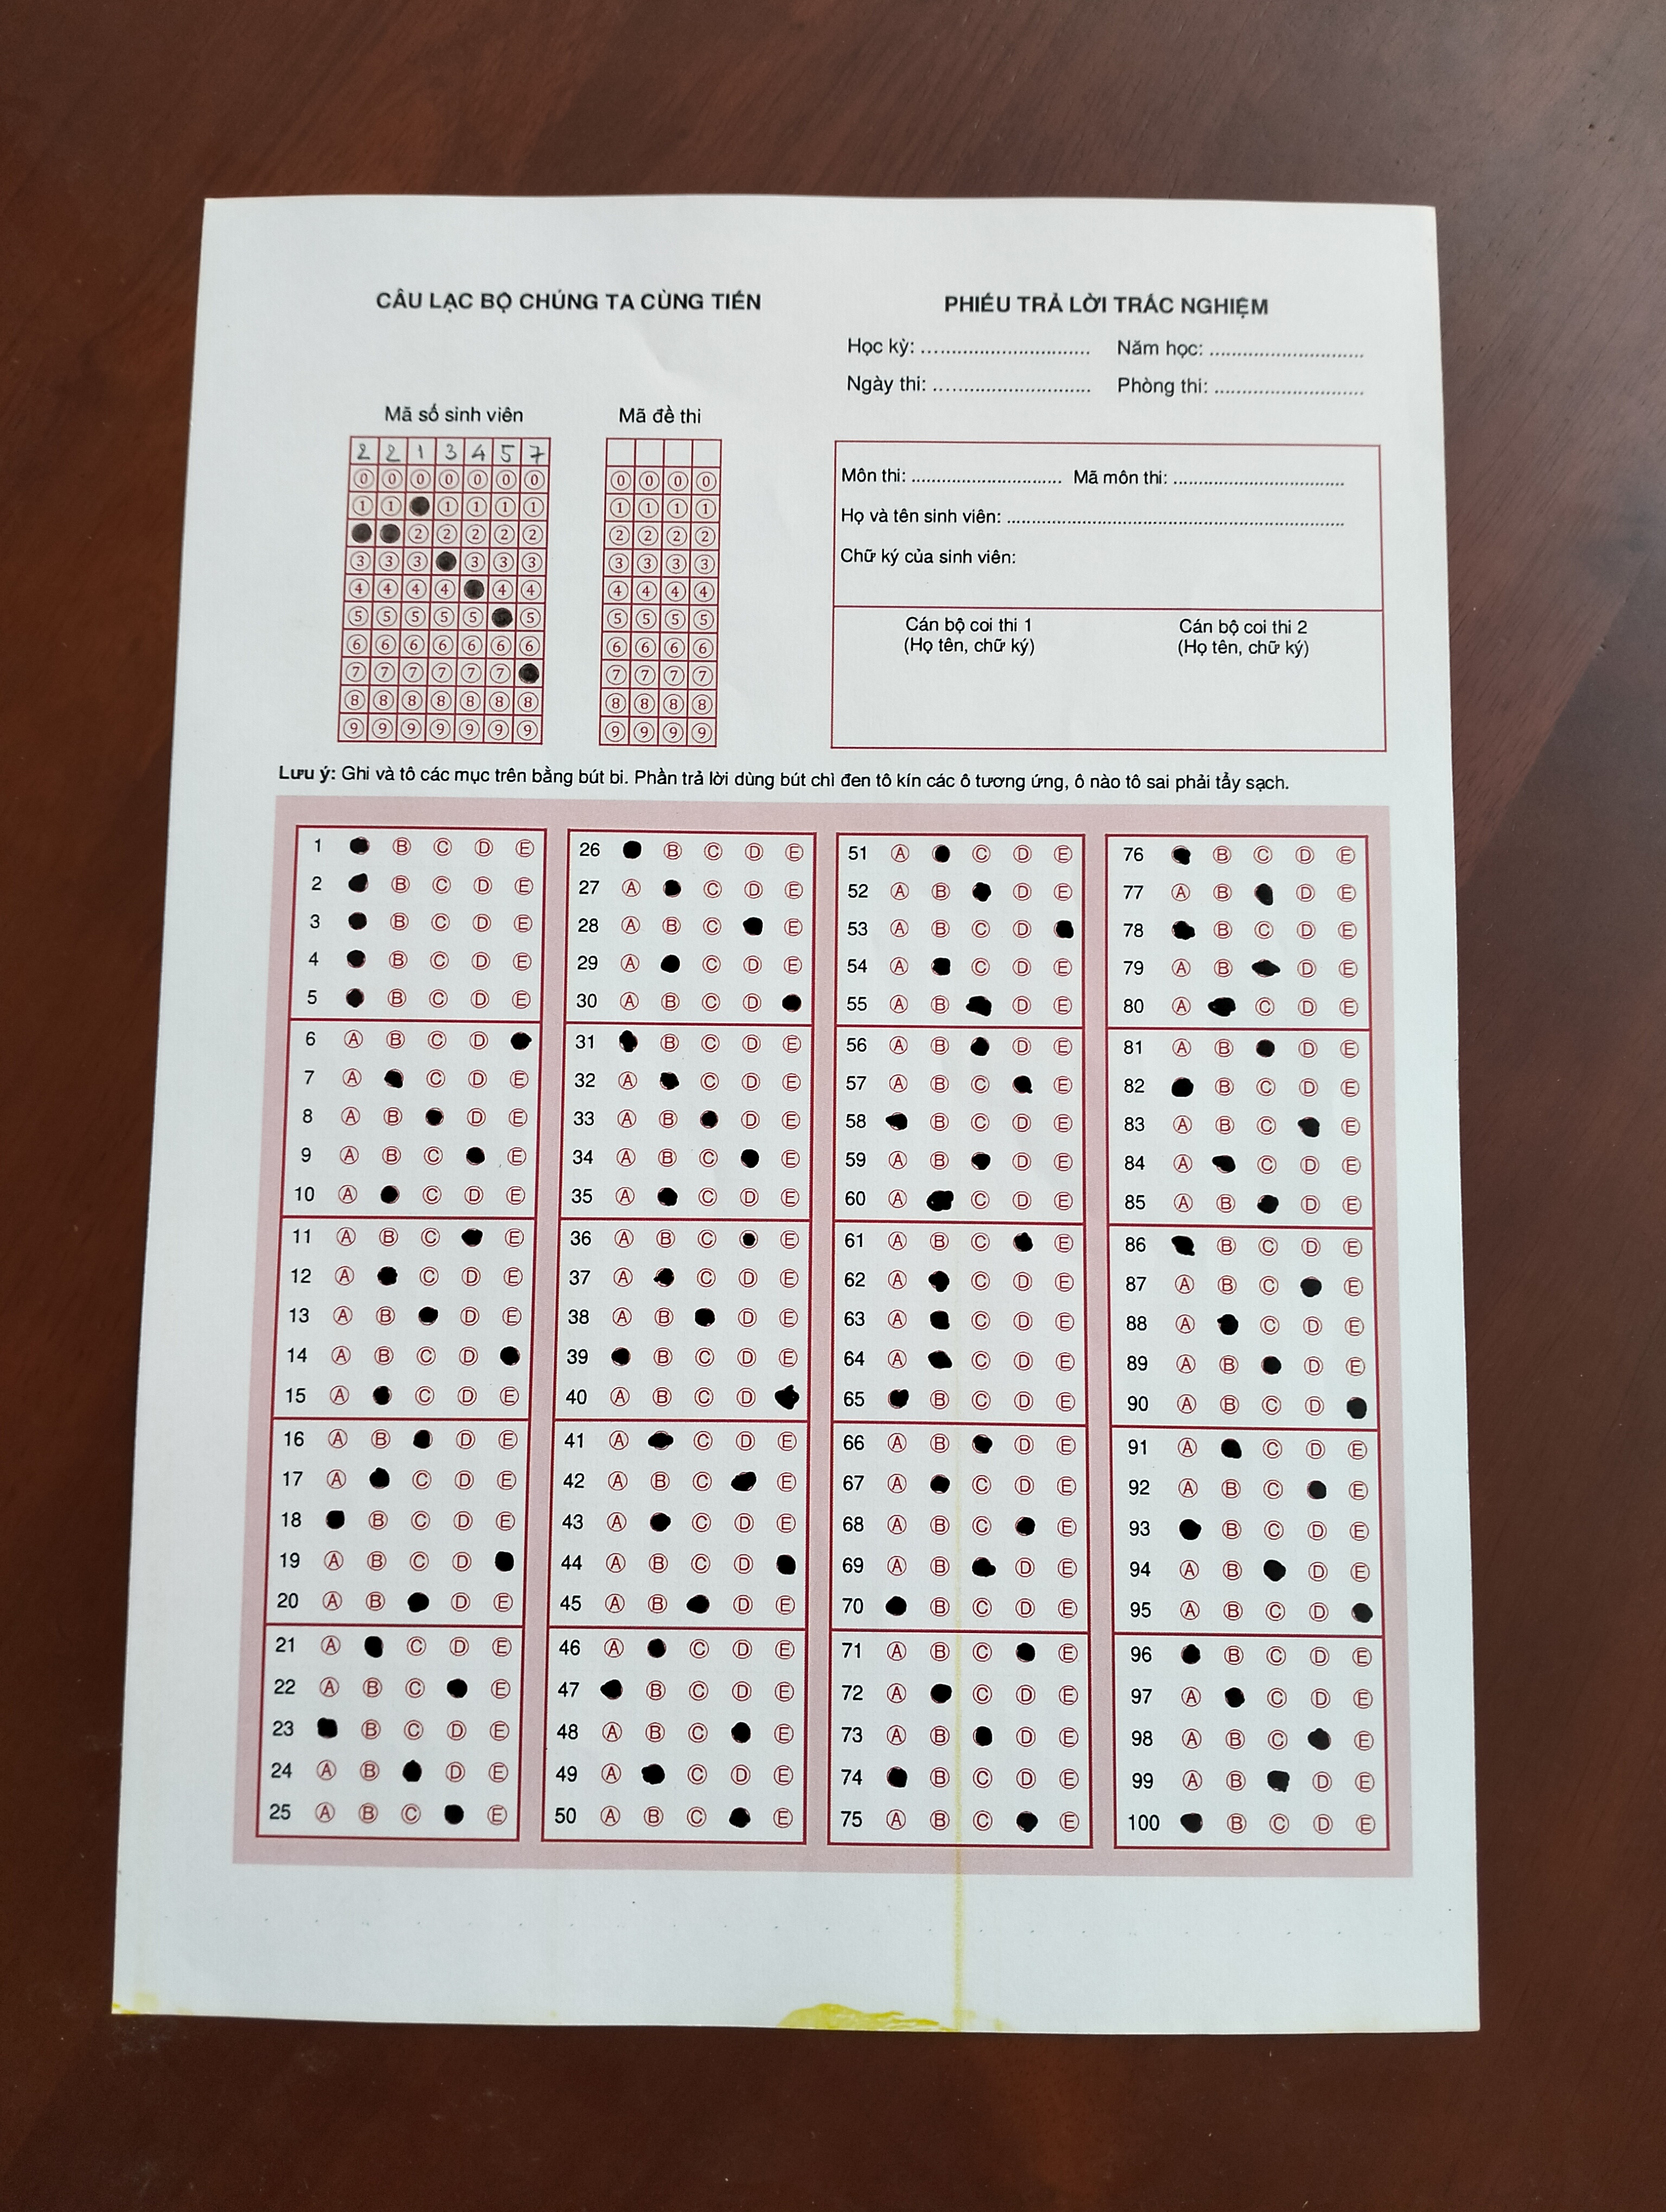 CÂU LẠC BỘ CHÚNG TA CÙNG TIẾN
PHIẾU TRẢ LỜI TRẮC NGHIỆM
Học kỳ: .............................. Năm học: ............................
Ngày thi: ............................ Phòng thi: ...........................
Mã số sinh viên
2 2 1 3 4 5 7
0 0 0 0 0 0 0
1 1 1 1 1 1
2 2 2 2 2
3 3 3 3 3 3
4 4 4 4 4 4
5 5 5 5 5 5
6 6 6 6 6 6 6
7 7 7 7 7 7
8 8 8 8 8 8 8
9 9 9 9 9 9 9
Mã đề thi
0 0 0 0
1 1 1 1
2 2 2 2
3 3 3 3
4 4 4 4
5 5 5 5
6 6 6 6
7 7 7 7
8 8 8 8
9 9 9 9
Môn thi: ........................... Mã môn thi: ...............................
Họ và tên sinh viên: .............................................................
Chữ ký của sinh viên:
Cán bộ coi thi 1
(Họ tên, chữ ký)
Cán bộ coi thi 2
(Họ tên, chữ ký)
Lưu ý: Ghi và tô các mục trên bằng bút bi. Phần trả lời dùng bút chì đen tô kín các ô tương ứng, ô nào tô sai phải tẩy sạch.
1 B C D E
2 B C D E
3 B C D E
4 B C D E
5 B C D E
6 A B C D
7 A C D E
8 A B D E
9 A B C E
10 A C D E
11 A B C E
12 A C D E
13 A B D E
14 A B C D
15 A C D E
16 A B D E
17 A C D E
18 B C D E
19 A B C D
20 A B D E
21 A C D E
22 A B C E
23 B C D E
24 A B D E
25 A B C E
26 B C D E
27 A C D E
28 A B C E
29 A C D E
30 A B C D
31 B C D E
32 A C D E
33 A B D E
34 A B C E
35 A C D E
36 A B C E
37 A C D E
38 A B D E
39 B C D E
40 A B C D
41 A C D E
42 A B C E
43 A C D E
44 A B C D
45 A B D E
46 A C D E
47 B C D E
48 A B C E
49 A C D E
50 A B C E
51 A C D E
52 A B D E
53 A B C D
54 A C D E
55 A B D E
56 A B D E
57 A B C E
58 B C D E
59 A B D E
60 A C D E
61 A B C E
62 A C D E
63 A C D E
64 A C D E
65 B C D E
66 A B D E
67 A C D E
68 A B C E
69 A B D E
70 B C D E
71 A B C E
72 A C D E
73 A B D E
74 B C D E
75 A B C E
76 B C D E
77 A B D E
78 B C D E
79 A B D E
80 A C D E
81 A B D E
82 B C D E
83 A B C E
84 A C D E
85 A B D E
86 B C D E
87 A B C E
88 A C D E
89 A B D E
90 A B C D
91 A C D E
92 A B C E
93 B C D E
94 A B D E
95 A B C D
96 B C D E
97 A C D E
98 A B C E
99 A B D E
100 B C D E